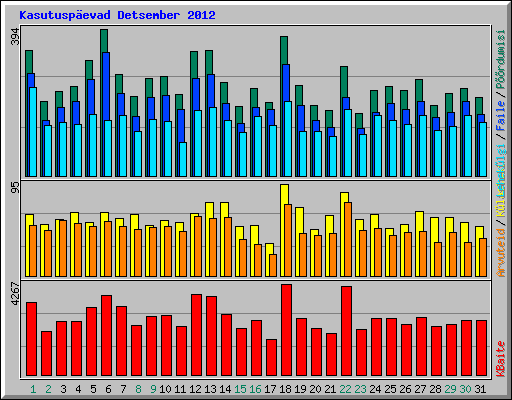 Kasutuspäevad Detsember 2012
394
95
4267
Lehekülgi / Faile / Pöördumisi
Arvuteid / Külastusi
KBaite
1 2 3 4 5 6 7 8 9 10 11 12 13 14 15 16 17 18 19 20 21 22 23 24 25 26 27 28 29 30 31